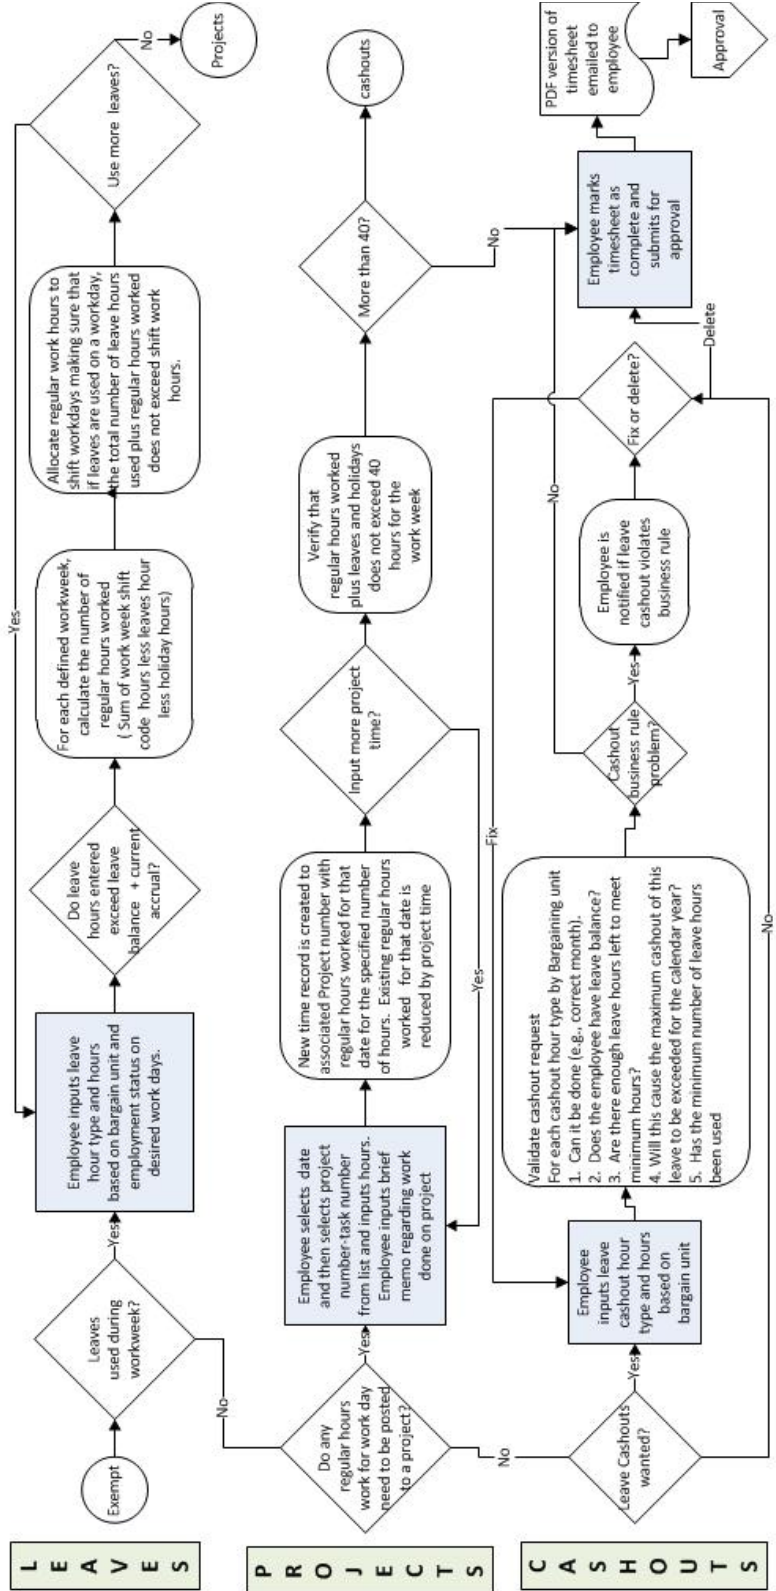 L
E
A
V
E
S
Exempt
Leaves
used during
workweek?
Yes
No
Employee inputs leave
hour type and hours
based on bargain unit and
employment status on
desired work days.
Do leave
hours entered
exceed leave
balance + current
accrual?
For each defined workweek,
calculate the number of
regular hours worked
( Sum of work week shift
code hours less leaves hour
less holiday hours)
Allocate regular work hours to
shift workdays making sure that
if leaves are used on a workday,
the total number of leave hours
used plus regular hours worked
does not exceed shift work
hours.
Use more leaves?
Yes
No
Projects
P
R
O
J
E
C
T
S
Do any
regular hours
work for work day
need to be posted
to a project?
Yes
No
Employee selects date
and then selects project
number-task number
from list and inputs hours.
Employee inputs brief
memo regarding work
done on project
New time record is created to
associated Project number with
regular hours worked for that
date for the specified number
of hours. Existing regular hours
worked for that date is
reduced by project time
Input more project
time?
Yes
Verify that
regular hours worked
plus leaves and holidays
does not exceed 40
hours for the
work week
More than 40?
No
cashouts
C
A
S
H
O
U
T
S
Leave Cashouts
wanted?
Yes
No
Employee
inputs leave
cashout hour
type and hours
based on
bargain unit
Validate cashout request
For each cashout hour type by Bargaining unit
1. Can it be done (e.g., correct month).
2. Does the employee have leave balance?
3. Are there enough leave hours left to meet
minimum hours?
4. Will this cause the maximum cashout of this
leave to be exceeded for the calendar year?
5. Has the minimum number of leave hours
been used
Cashout
business rule
problem?
Yes
No
Employee is
notified if leave
cashout violates
business rule
Fix or delete?
Fix
Delete
Employee marks
timesheet as
complete and
submits for
approval
PDF version of
timesheet
emailed to
employee
Approval